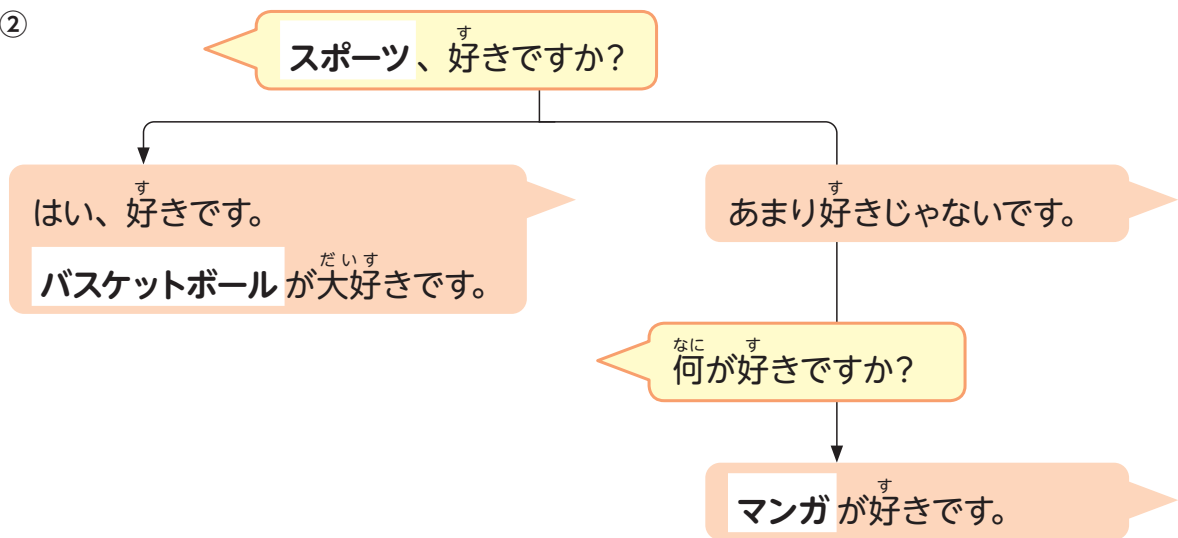 ②
スポーツ、好きですか？
はい、好きです。
バスケットボールが大好きです。
あまり好きじゃないです。
何が好きですか？
マンガが好きです。